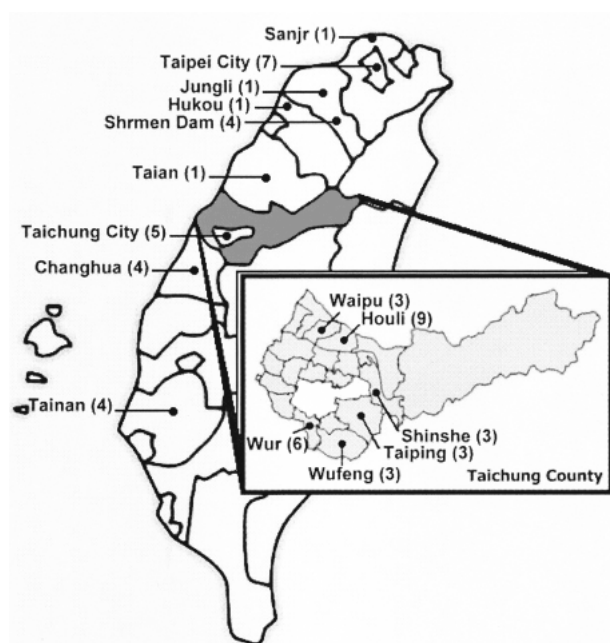 Sanjr (1)
Taipei City (7)
Jungli (1)
Hukou (1)
Shrmen Dam (4)
Taian (1)
Taichung City (5)
Changhua (4)
Tainan (4)
Waipu (3)
Houli (9)
Shinshe (3)
Taiping (3)
Wur (6)
Wufeng (3)
Taichung County